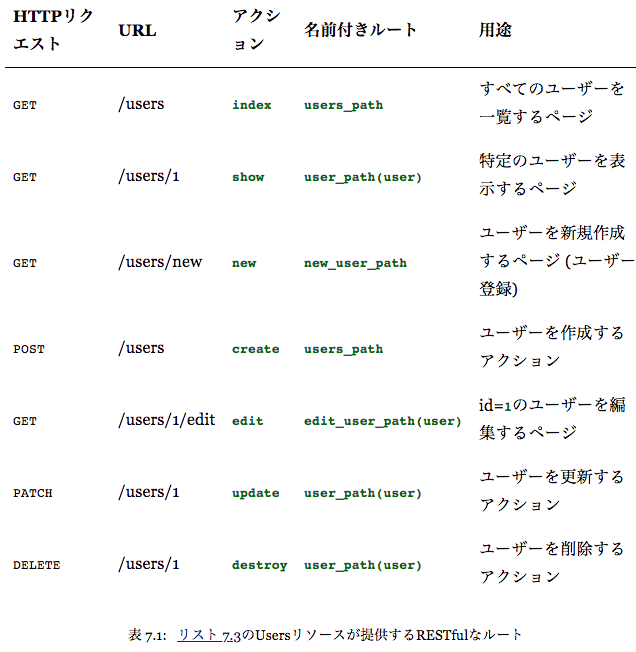 HTTPリク
エスト URL アクシ
ョン 名前付きルート 用途
GET /users index users_path すべてのユーザーを
一覧するページ
GET /users/1 show user_path(user) 特定のユーザーを表
示するページ
GET /users/new new new_user_path ユーザーを新規作成
するページ (ユーザー
登録)
POST /users create users_path ユーザーを作成する
アクション
GET /users/1/edit edit edit_user_path(user) id=1のユーザーを編
集するページ
PATCH /users/1 update user_path(user) ユーザーを更新する
アクション
DELETE /users/1 destroy user_path(user) ユーザーを削除する
アクション
表 7.1: リスト 7.3のUsersリソースが提供するRESTfulなルート